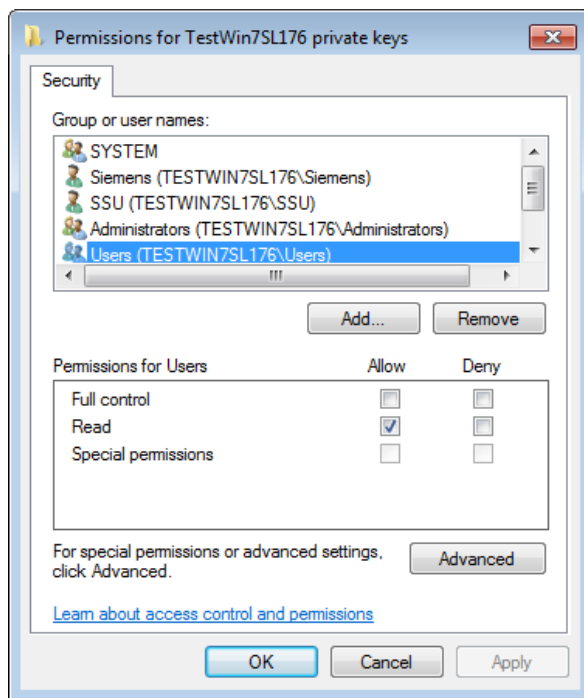 Permissions for TestWin7SL176 private keys
Security
Group or user names:
SYSTEM
Siemens (TESTWIN7SL176\Siemens)
SSU (TESTWIN7SL176\SSU)
Administrators (TESTWIN7SL176\Administrators)
Users (TESTWIN7SL176\Users)
Add... Remove
Permissions for Users Allow Deny
Full control
Read
Special permissions
For special permissions or advanced settings,
click Advanced.
Advanced
Learn about access control and permissions
OK Cancel Apply